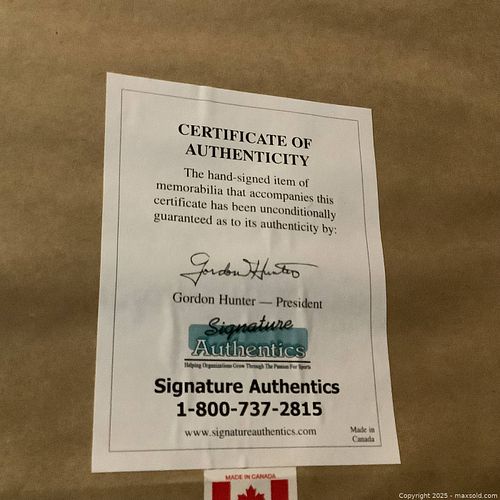 CERTIFICATE OF
AUTHENTICITY
The hand-signed item of
memorabilia that accompanies this
certificate has been unconditionally
guaranteed as to its authenticity by:
Gordon Hunter
Gordon Hunter — President
Signature
Authentics
Helping Organizations Grow Through The Passion For Sports
Signature Authentics
1-800-737-2815
www.signatureauthentics.com
Made in
Canada
MADE IN CANADA
Copyright 2025 - maxsold.com